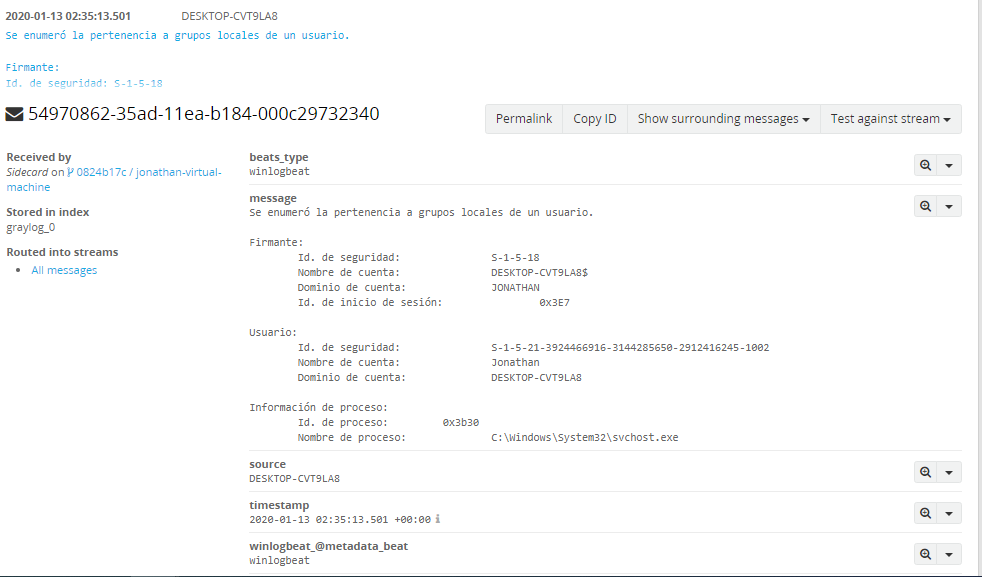 2020-01-13 02:35:13.501 DESKTOP-CVT9LA8
Se enumeró la pertenencia a grupos locales de un usuario.
Firmante:
Id. de seguridad: S-1-5-18
54970862-35ad-11ea-b184-000c29732340
Permalink Copy ID Show surrounding messages Test against stream
Received by
Sidecard on 0824b17c / jonathan-virtual-
machine
Stored in index
graylog_0
Routed into streams
• All messages
beats_type
winlogbeat
message
Se enumeró la pertenencia a grupos locales de un usuario.
Firmante:
Id. de seguridad: S-1-5-18
Nombre de cuenta: DESKTOP-CVT9LA8$
Dominio de cuenta: JONATHAN
Id. de inicio de sesión: 0x3E7
Usuario:
Id. de seguridad: S-1-5-21-3924466916-3144285650-2912416245-1002
Nombre de cuenta: Jonathan
Dominio de cuenta: DESKTOP-CVT9LA8
Información de proceso:
Id. de proceso: 0x3b30
Nombre de proceso: C:\Windows\System32\svchost.exe
source
DESKTOP-CVT9LA8
timestamp
2020-01-13 02:35:13.501 +00:00
winlogbeat_@metadata_beat
winlogbeat